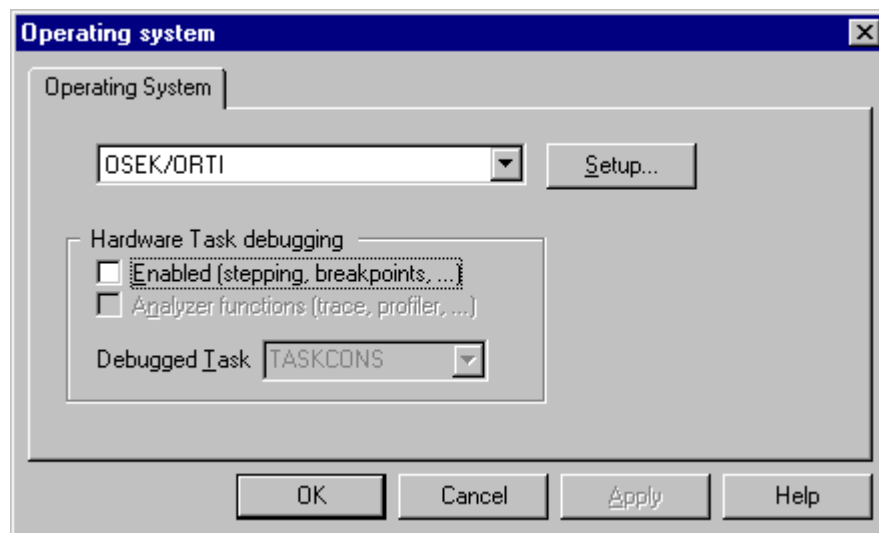 Operating system
Operating System
OSEK/ORTI
Setup...
Hardware Task debugging
Enabled (stepping, breakpoints, ...)
Analyzer functions (trace, profiler, ...)
Debugged Task TASKCONS
OK Cancel Apply Help